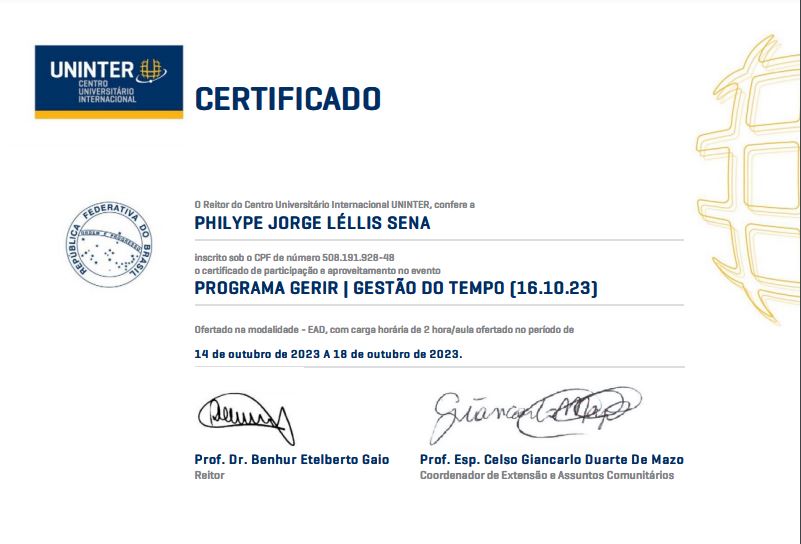 UNINTER
CENTRO
UNIVERSITÁRIO
INTERNACIONAL
CERTIFICADO
REPÚBLICA FEDERATIVA DO BRASIL
ORDEM E PROGRESSO
O Reitor do Centro Universitário Internacional UNINTER, confere a
PHILYPE JORGE LÉLLIS SENA
inscrito sob o CPF de número 508.191.928-48
o certificado de participação e aproveitamento no evento
PROGRAMA GERIR | GESTÃO DO TEMPO (16.10.23)
Ofertado na modalidade - EAD, com carga horária de 2 hora/aula ofertado no período de
14 de outubro de 2023 A 18 de outubro de 2023.
Prof. Dr. Benhur Etelberto Gaio
Reitor
Prof. Esp. Celso Giancarlo Duarte De Mazo
Coordenador de Extensão e Assuntos Comunitários